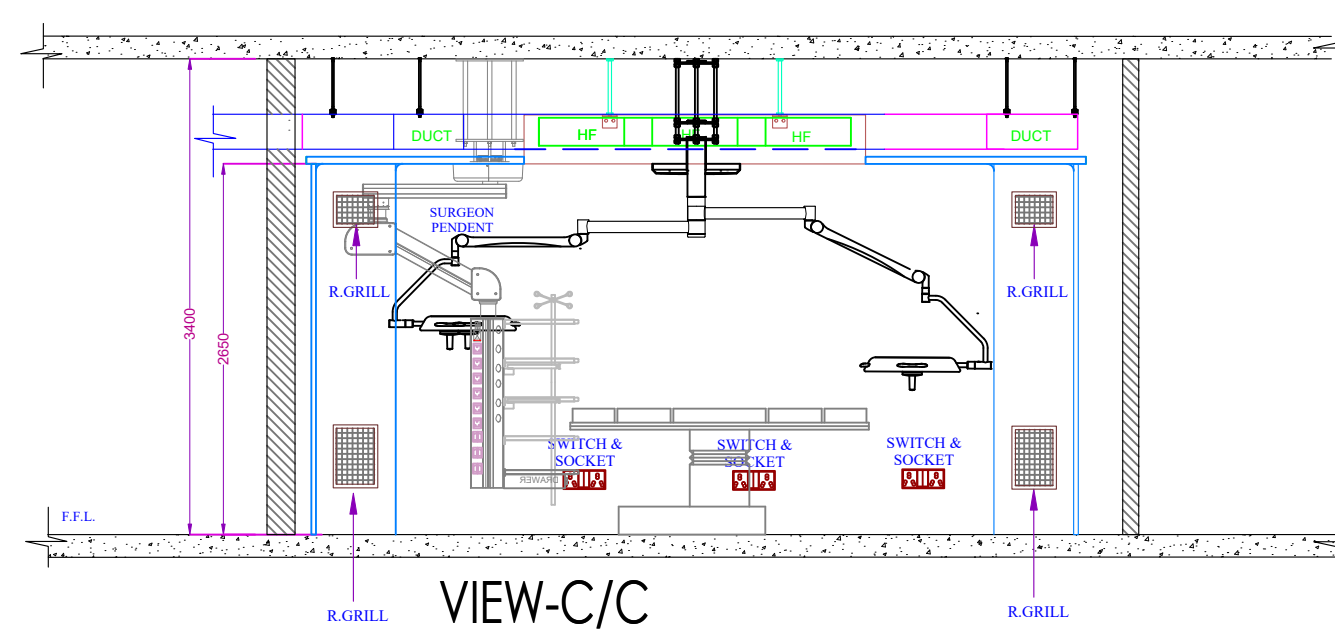 DUCT
HF
HF
HF
DUCT
SURGEON
PENDENT
R.GRILL
R.GRILL
3400
2650
SWITCH &
SOCKET
SWITCH &
SOCKET
SWITCH &
SOCKET
DRAWER
F.F.L.
R.GRILL
VIEW-C/C
R.GRILL